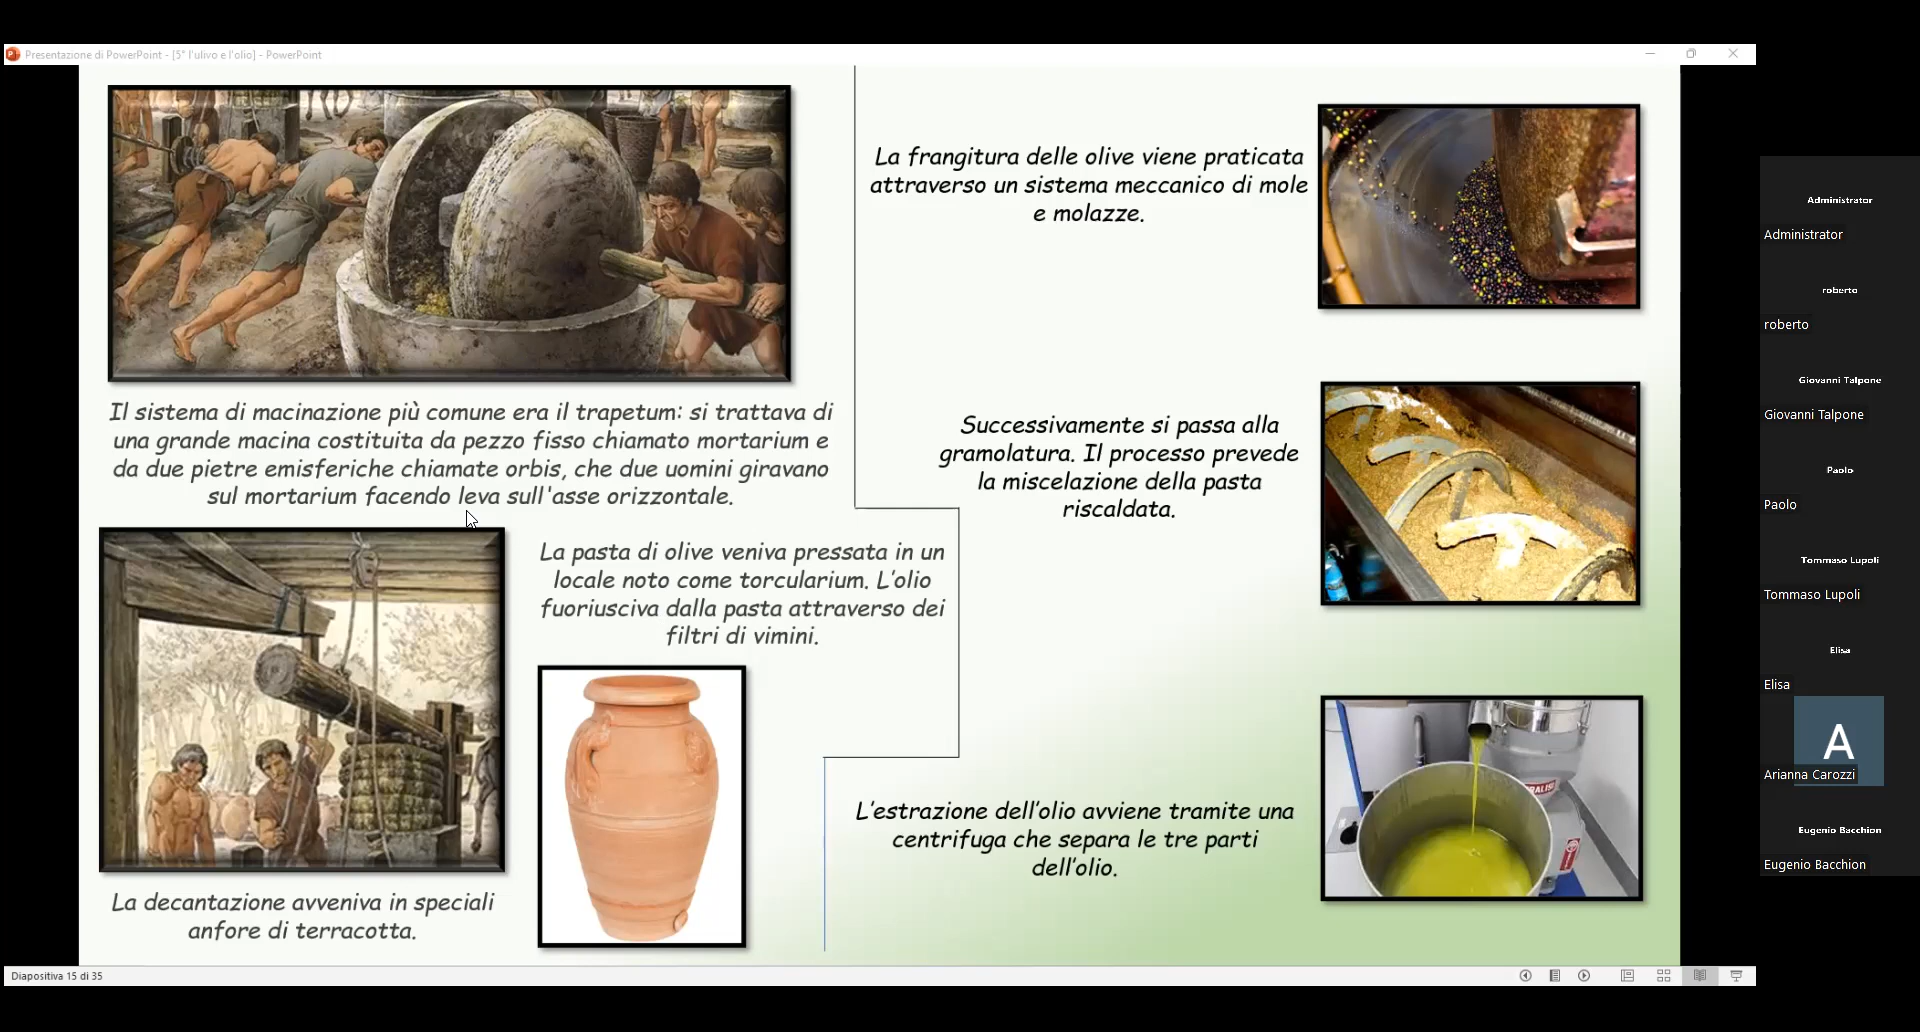 Presentazione di PowerPoint - [5° l'ulivo e l'olio] - PowerPoint
Il sistema di macinazione più comune era il trapetum: si trattava di
una grande macina costituita da pezzo fisso chiamato mortarium e
da due pietre emisferiche chiamate orbis, che due uomini giravano
sul mortarium facendo leva sull'asse orizzontale.
La pasta di olive veniva pressata in un
locale noto come torcularium. L'olio
fuoriusciva dalla pasta attraverso dei
filtri di vimini.
La decantazione avveniva in speciali
anfore di terracotta.
La frangitura delle olive viene praticata
attraverso un sistema meccanico di mole
e molazze.
Successivamente si passa alla
gramolatura. Il processo prevede
la miscelazione della pasta
riscaldata.
L'estrazione dell'olio avviene tramite una
centrifuga che separa le tre parti
dell'olio.
Diapositiva 15 di 35
Administrator
Administrator
roberto
roberto
Giovanni Talpone
Giovanni Talpone
Paolo
Paolo
Tommaso Lupoli
Tommaso Lupoli
Elisa
Elisa
A
Arianna Carozzi
Eugenio Bacchion
Eugenio Bacchion